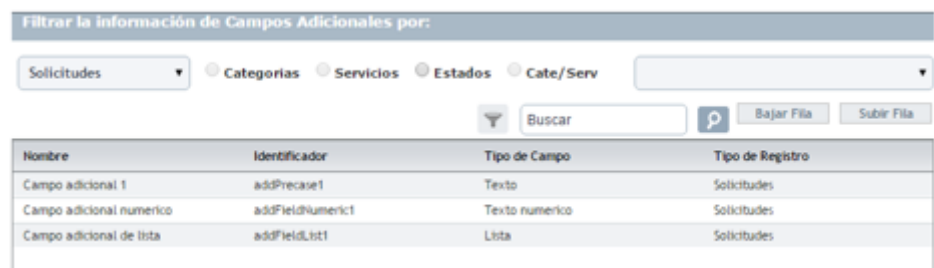 Filtrar la información de Campos Adicionales por:
Solicitudes Categorias Servicios Estados Cate/Serv
Buscar Bajar Fila Subir Fila
Nombre Identificador Tipo de Campo Tipo de Registro
Campo adicional 1 addPrecase1 Texto Solicitudes
Campo adicional numerico addFieldNumeric1 Texto numerico Solicitudes
Campo adicional de lista addFieldList1 Lista Solicitudes